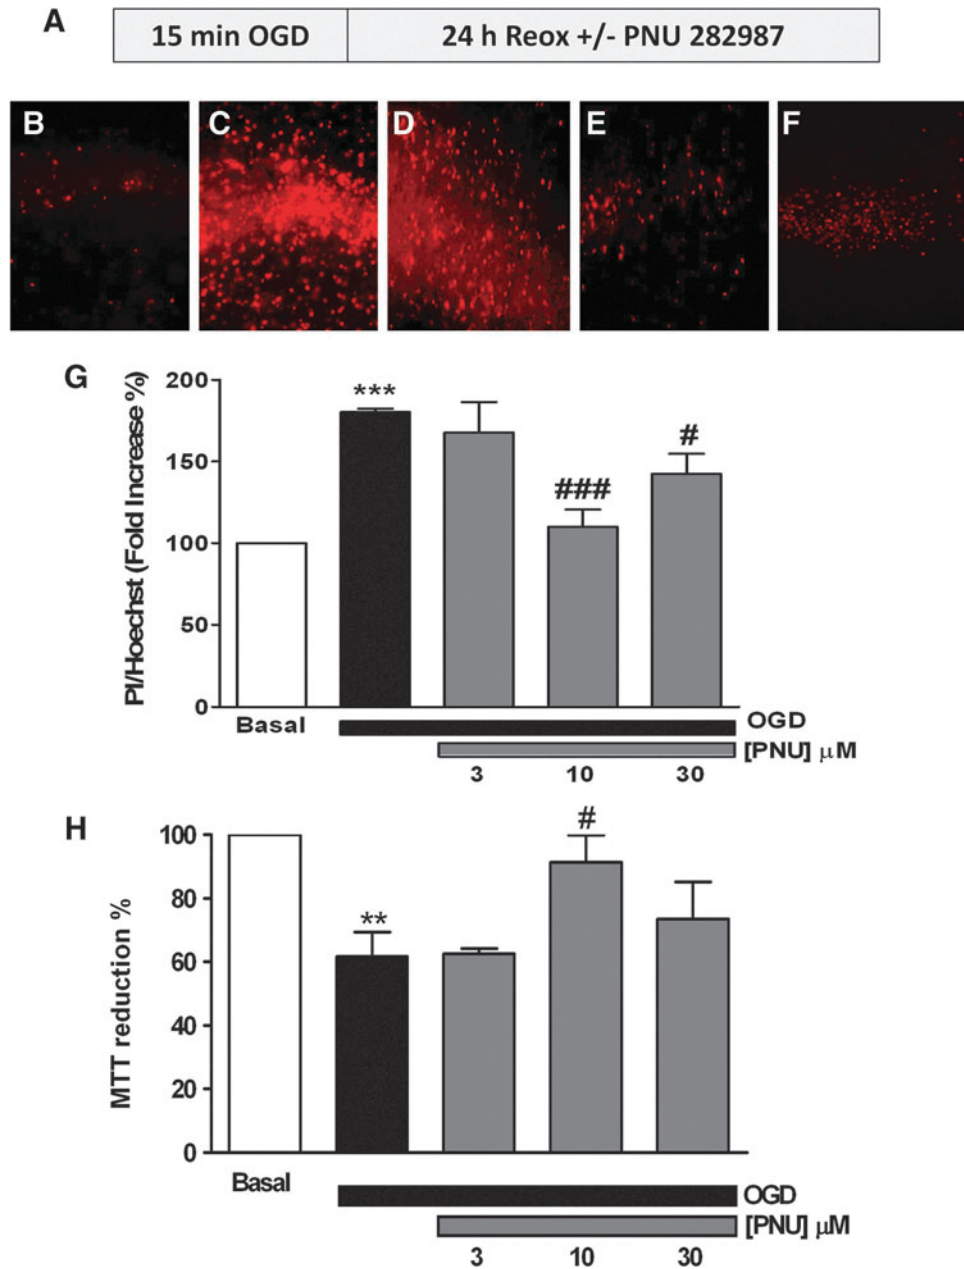 A
15 min OGD
24 h Reox +/- PNU 282987
B
C
D
E
F
G
PI/Hoechst (Fold Increase %)
200
150
100
50
0
***
###
#
Basal
OGD
[PNU] μM
3 10 30
H
MTT reduction %
100
80
60
40
20
0
**
#
Basal
OGD
[PNU] μM
3 10 30